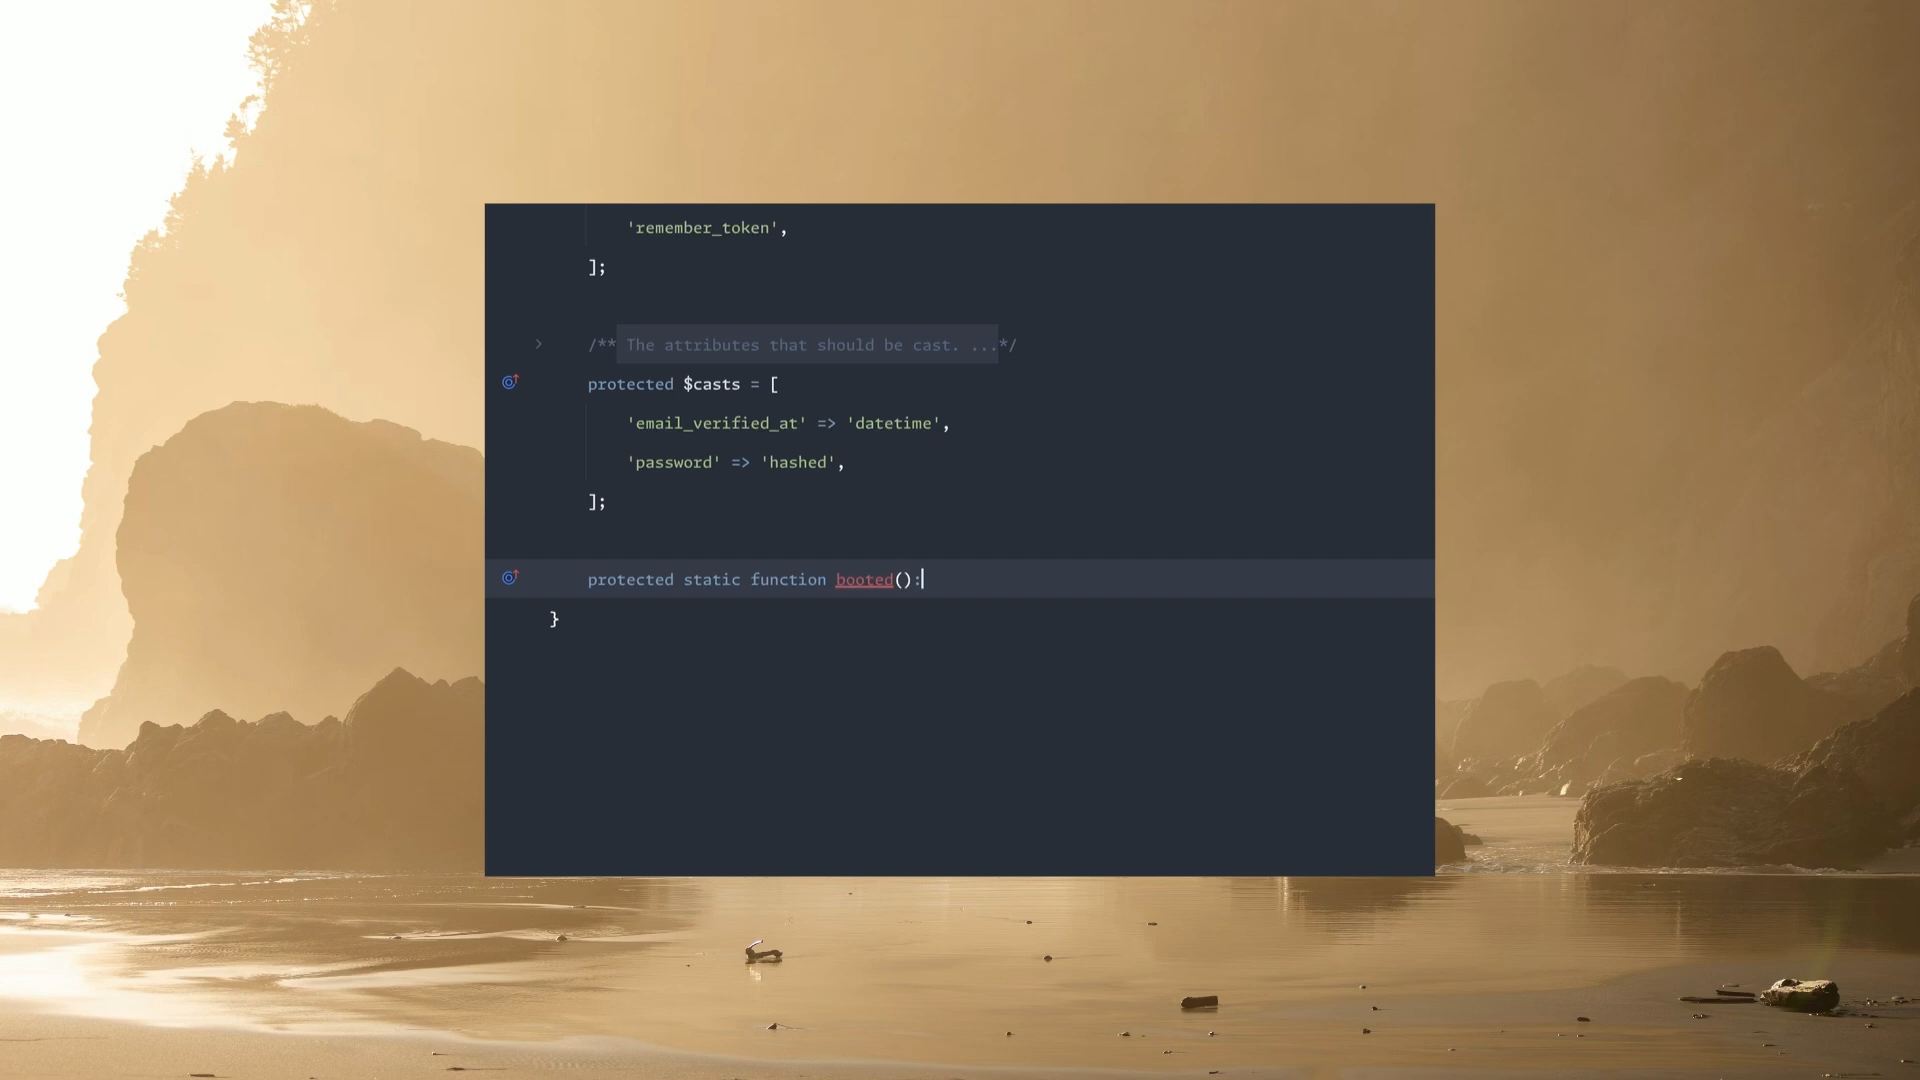 'remember_token',
];
/** The attributes that should be cast. ...*/
protected $casts = [
'email_verified_at' => 'datetime',
'password' => 'hashed',
];
protected static function booted():
}